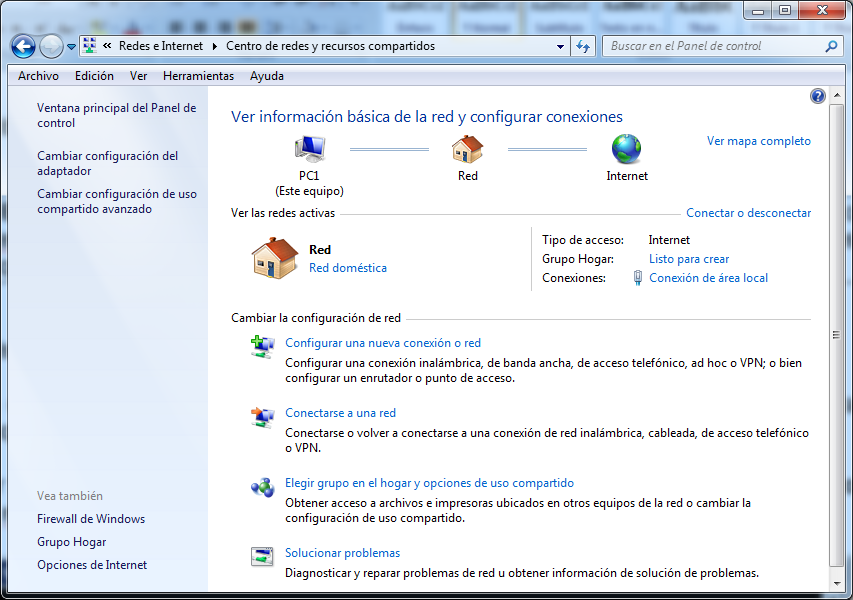 « Redes e Internet ▸ Centro de redes y recursos compartidos
Buscar en el Panel de control
Archivo Edición Ver Herramientas Ayuda
Ventana principal del Panel de
control
Cambiar configuración del
adaptador
Cambiar configuración de uso
compartido avanzado
Vea también
Firewall de Windows
Grupo Hogar
Opciones de Internet
Ver información básica de la red y configurar conexiones
Ver mapa completo
PC1
(Este equipo)
Red
Internet
Ver las redes activas
Conectar o desconectar
Red
Red doméstica
Tipo de acceso: Internet
Grupo Hogar: Listo para crear
Conexiones: Conexión de área local
Cambiar la configuración de red
Configurar una nueva conexión o red
Configurar una conexión inalámbrica, de banda ancha, de acceso telefónico, ad hoc o VPN; o bien
configurar un enrutador o punto de acceso.
Conectarse a una red
Conectarse o volver a conectarse a una conexión de red inalámbrica, cableada, de acceso telefónico
o VPN.
Elegir grupo en el hogar y opciones de uso compartido
Obtener acceso a archivos e impresoras ubicados en otros equipos de la red o cambiar la
configuración de uso compartido.
Solucionar problemas
Diagnosticar y reparar problemas de red u obtener información de solución de problemas.